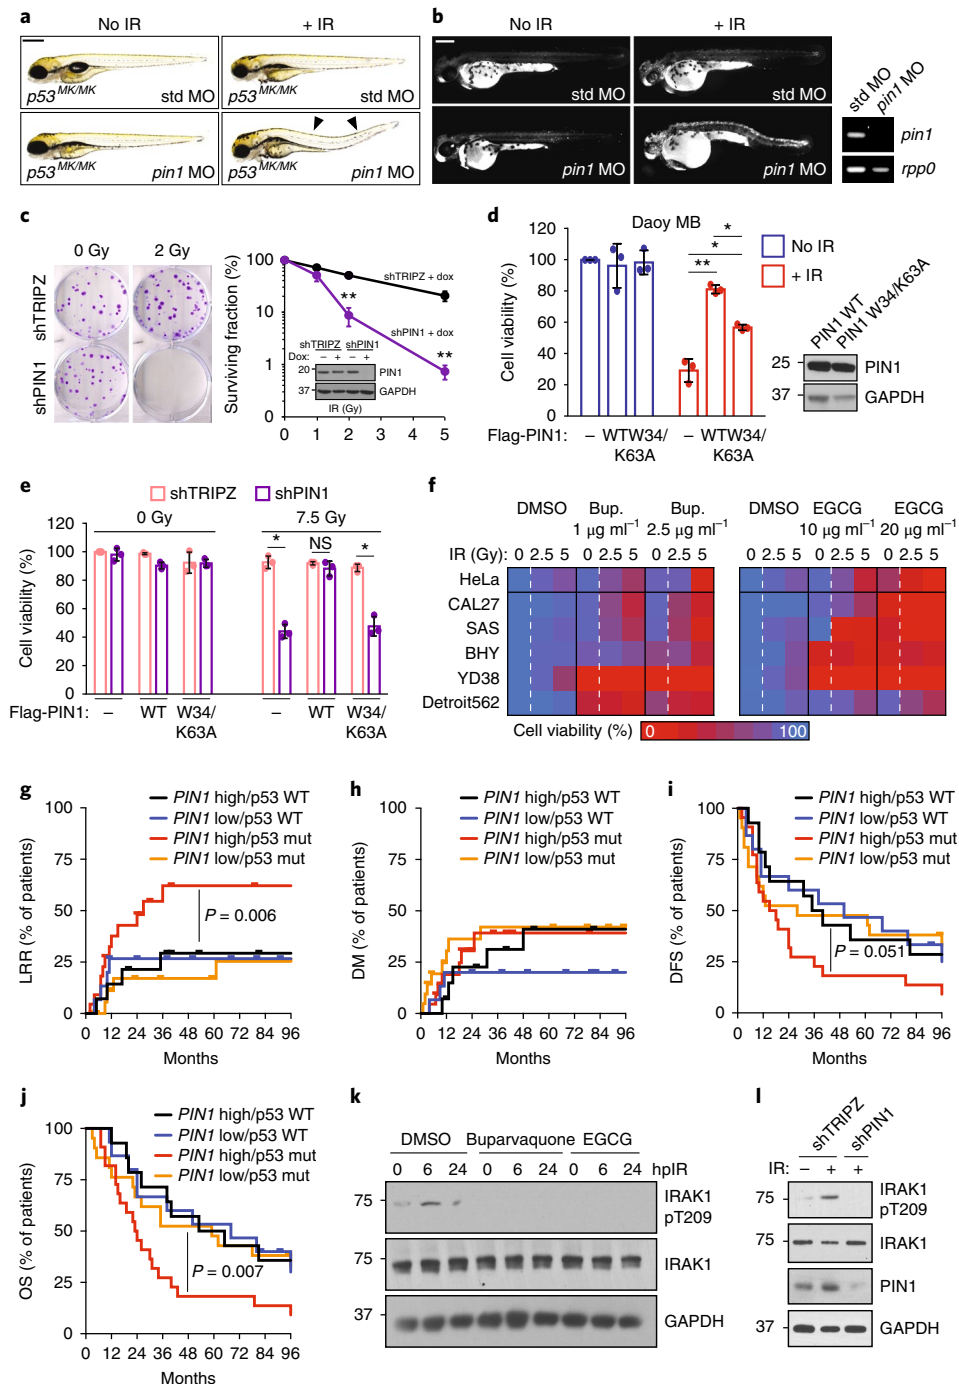 a
No IR
+ IR
p53 MK/MK
std MO
p53 MK/MK
std MO
p53 MK/MK
pin1 MO
p53 MK/MK
pin1 MO
b
No IR
+ IR
std MO
std MO
pin1 MO
pin1 MO
std MO
pin1 MO
pin1
rpp0
c
0 Gy
2 Gy
shTRIPZ
shPIN1
Surviving fraction (%)
100
10
1
0
shTRIPZ + dox
**
shPIN1 + dox
**
shTRIPZ shPIN1
Dox: – + – +
20
PIN1
37
GAPDH
IR (Gy)
0 1 2 3 4 5
d
Daoy MB
Cell viability (%)
120
100
80
60
40
20
0
*
*
**
No IR
+ IR
Flag-PIN1: – WT W34/K63A – WT W34/K63A
PIN1 WT
PIN1 W34/K63A
25
PIN1
37
GAPDH
e
shTRIPZ
shPIN1
0 Gy
7.5 Gy
Cell viability (%)
120
100
80
60
40
20
0
*
NS
*
Flag-PIN1: – WT W34/K63A – WT W34/K63A
f
DMSO
Bup. 1 µg ml–1
Bup. 2.5 µg ml–1
DMSO
EGCG 10 µg ml–1
EGCG 20 µg ml–1
IR (Gy): 0 2.5 5 0 2.5 5 0 2.5 5 0 2.5 5 0 2.5 5 0 2.5 5
HeLa
CAL27
SAS
BHY
YD38
Detroit562
Cell viability (%) 0 100
g
PIN1 high/p53 WT
PIN1 low/p53 WT
PIN1 high/p53 mut
PIN1 low/p53 mut
LRR (% of patients)
100
75
50
25
0
P = 0.006
0 12 24 36 48 60 72 84 96
Months
h
PIN1 high/p53 WT
PIN1 low/p53 WT
PIN1 high/p53 mut
PIN1 low/p53 mut
DM (% of patients)
100
75
50
25
0
0 12 24 36 48 60 72 84 96
Months
i
PIN1 high/p53 WT
PIN1 low/p53 WT
PIN1 high/p53 mut
PIN1 low/p53 mut
DFS (% of patients)
100
75
50
25
0
P = 0.051
0 12 24 36 48 60 72 84 96
Months
j
PIN1 high/p53 WT
PIN1 low/p53 WT
PIN1 high/p53 mut
PIN1 low/p53 mut
OS (% of patients)
100
75
50
25
0
P = 0.007
0 12 24 36 48 60 72 84 96
Months
k
DMSO Buparvaquone EGCG
0 6 24 0 6 24 0 6 24 hpIR
75
IRAK1 pT209
75
IRAK1
37
GAPDH
l
shTRIPZ
shPIN1
IR: – + +
75
IRAK1 pT209
75
IRAK1
PIN1
37
GAPDH